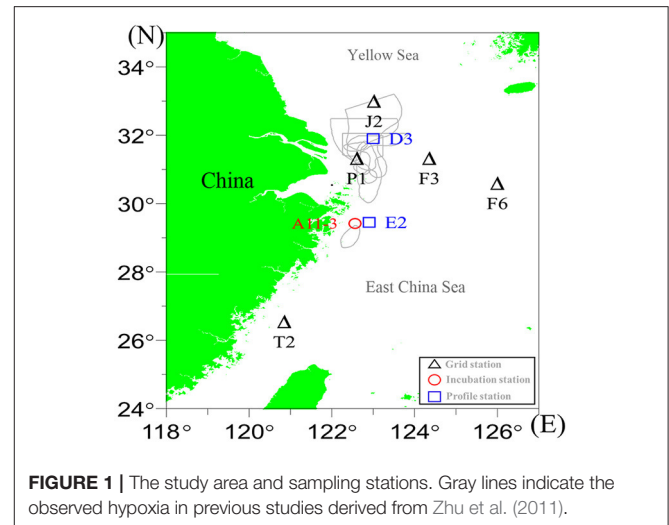 (N)
Yellow Sea
34°
J2
32°
D3
China
P1
F3
F6
30°
A11-3
E2
28°
East China Sea
26°
T2
Grid station
Incubation station
Profile station
24°
118°
120°
122°
124°
126°
(E)
FIGURE 1 | The study area and sampling stations. Gray lines indicate the
observed hypoxia in previous studies derived from Zhu et al. (2011).